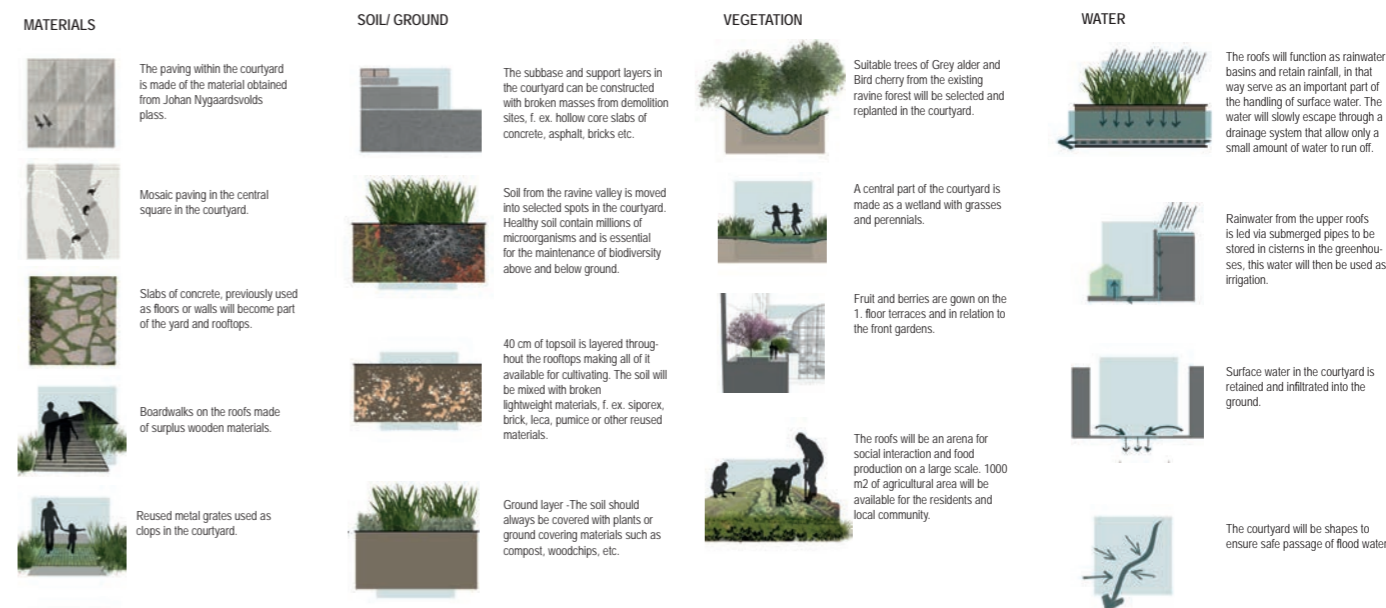 MATERIALS
The paving within the courtyard
is made of the material obtained
from Johan Nygaardsvolds
plass.
Mosaic paving in the central
square in the courtyard.
Slabs of concrete, previously used
as floors or walls will become part
of the yard and rooftops.
Boardwalks on the roofs made
of surplus wooden materials.
Reused metal grates used as
clops in the courtyard.
SOIL/ GROUND
The subbase and support layers in
the courtyard can be constructed
with broken masses from demolition
sites, f. ex. hollow core slabs of
concrete, asphalt, bricks etc.
Soil from the ravine valley is moved
into selected spots in the courtyard.
Healthy soil contain millions of
microorganisms and is essential
for the maintenance of biodiversity
above and below ground.
40 cm of topsoil is layered throug-
hout the rooftops making all of it
available for cultivating. The soil will
be mixed with broken
lightweight materials, f. ex. siporex,
brick, leca, pumice or other reused
materials.
Ground layer -The soil should
always be covered with plants or
ground covering materials such as
compost, woodchips, etc.
VEGETATION
Suitable trees of Grey alder and
Bird cherry from the existing
ravine forest will be selected and
replanted in the courtyard.
A central part of the courtyard is
made as a wetland with grasses
and perennials.
Fruit and berries are gown on the
1. floor terraces and in relation to
the front gardens.
The roofs will be an arena for
social interaction and food
production on a large scale. 1000
m2 of agricultural area will be
available for the residents and
local community.
WATER
The roofs will function as rainwater
basins and retain rainfall, in that
way serve as an important part of
the handling of surface water. The
water will slowly escape through a
drainage system that allow only a
small amount of water to run off.
Rainwater from the upper roofs
is led via submerged pipes to be
stored in cisterns in the greenhou-
ses, this water will then be used as
irrigation.
Surface water in the courtyard is
retained and infiltrated into the
ground.
The courtyard will be shapes to
ensure safe passage of flood water